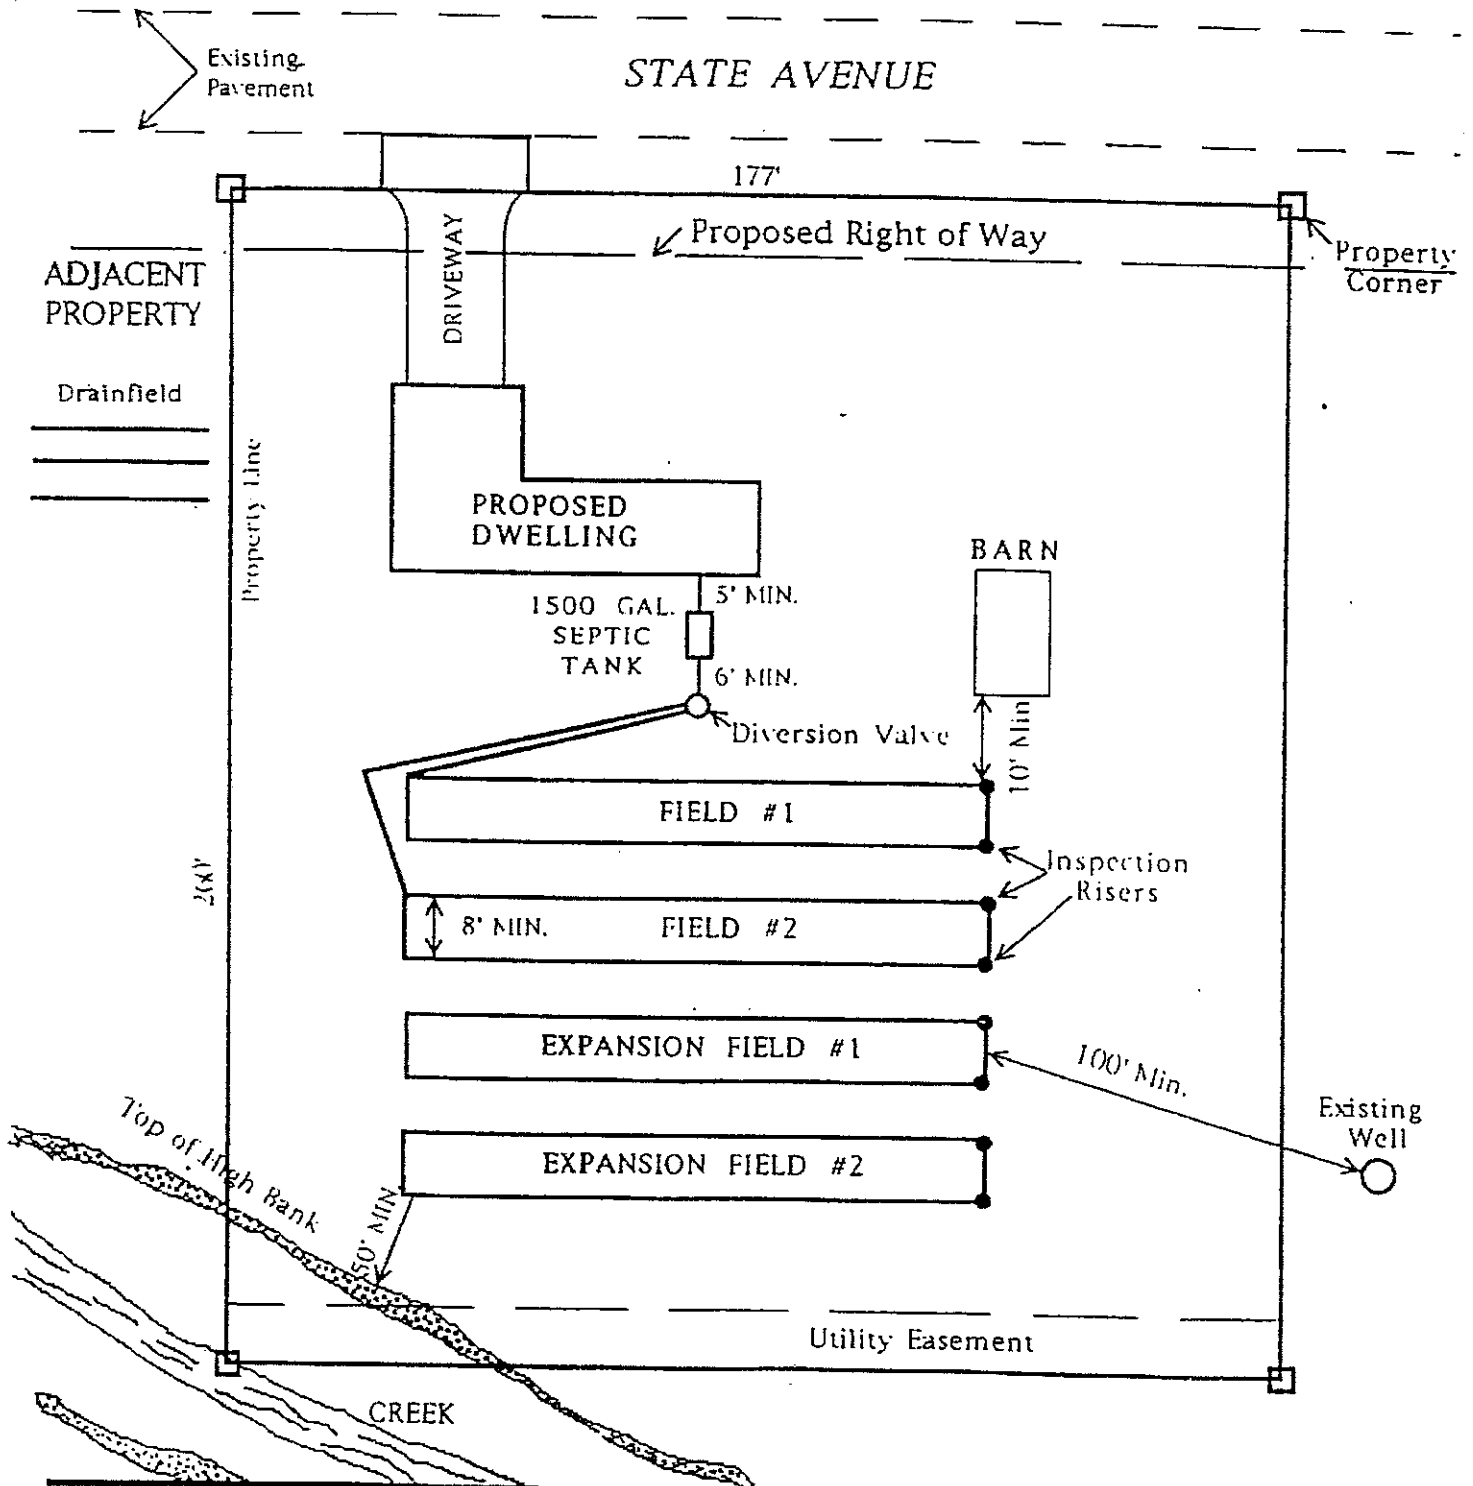 Existing
Pavement
STATE AVENUE
177'
Proposed Right of Way
Property
Corner
ADJACENT
PROPERTY
DRIVEWAY
Drainfield
Property Line
PROPOSED
DWELLING
BARN
5' MIN.
1500 GAL.
SEPTIC
TANK
6' MIN.
Diversion Valve
10' Min
FIELD #1
Inspection
Risers
200'
8' MIN.
FIELD #2
EXPANSION FIELD #1
100' Min.
Existing
Well
Top of High Bank
EXPANSION FIELD #2
50' MIN
Utility Easement
CREEK